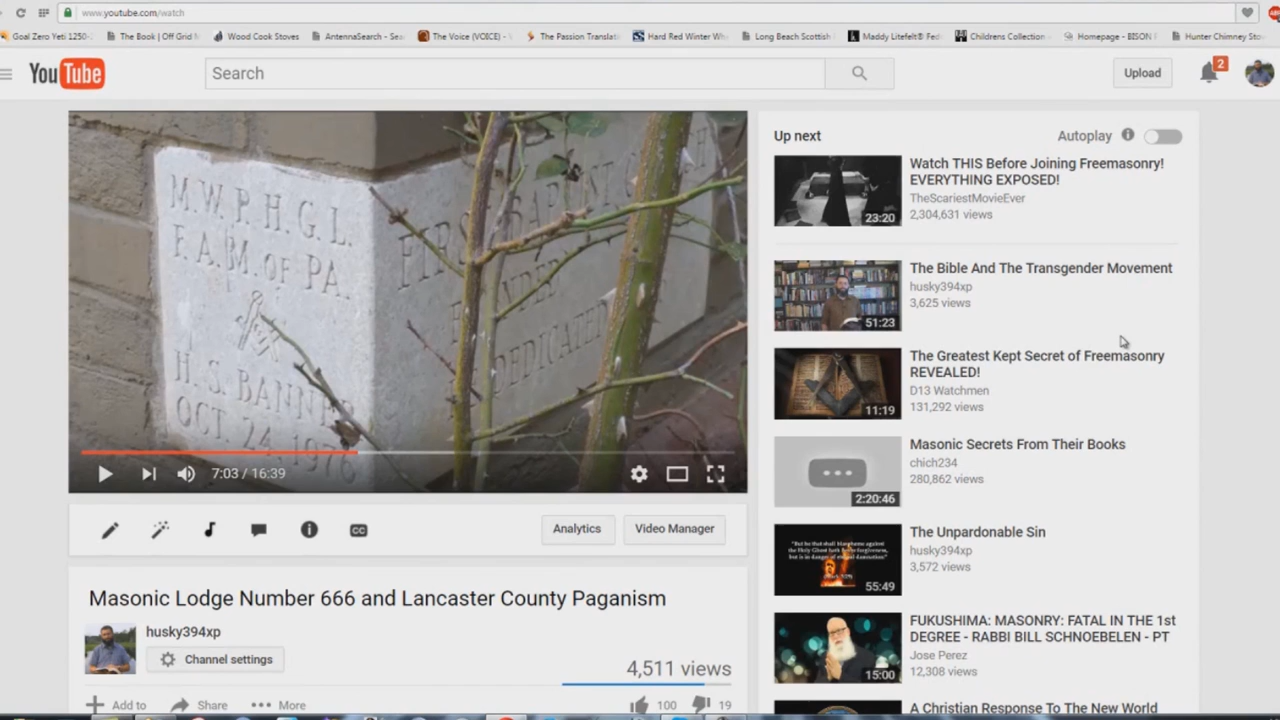 www.youtube.com/watch
Goal Zero Yeti 1250-
The Book | Off Grid
Wood Cook Stoves
AntennaSearch - Sea
The Voice (VOICE) -
The Passion Translati
Hard Red Winter Wh
Long Beach Scottish
Maddy Litefelt® Fed
Childrens Collection
Homepage - BISON
Hunter Chimney Sto
YouTube
Search
Upload
2
M.W.P.H.G.L.
F.&A.M. OF PA.
H.S. BANN
OCT. 24, 1976
FIRST BAPTIST
DEDICATED
7:03 / 16:39
Analytics
Video Manager
Masonic Lodge Number 666 and Lancaster County Paganism
husky394xp
Channel settings
4,511 views
Add to
Share
More
100
19
Up next
Autoplay
23:20
Watch THIS Before Joining Freemasonry!
EVERYTHING EXPOSED!
TheScariestMovieEver
2,304,631 views
51:23
The Bible And The Transgender Movement
husky394xp
3,625 views
11:19
The Greatest Kept Secret of Freemasonry
REVEALED!
D13 Watchmen
131,292 views
2:20:46
Masonic Secrets From Their Books
chich234
280,862 views
55:49
The Unpardonable Sin
husky394xp
3,572 views
15:00
FUKUSHIMA: MASONRY: FATAL IN THE 1st
DEGREE - RABBI BILL SCHNOEBELEN - PT
Jose Perez
12,308 views
A Christian Response To The New World